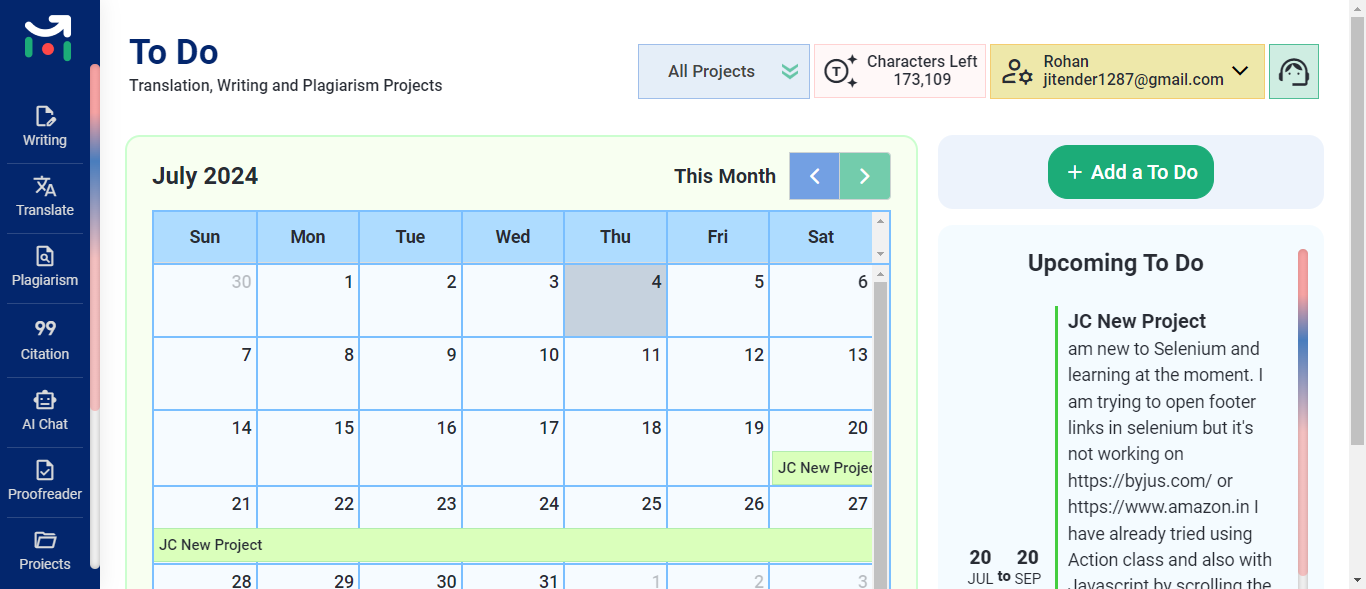 To Do
Translation, Writing and Plagiarism Projects
All Projects
T
Characters Left
173,109
Rohan
jitender1287@gmail.com
Writing
Translate
Plagiarism
Citation
AI Chat
Proofreader
Projects
July 2024
This Month
Sun Mon Tue Wed Thu Fri Sat
30 1 2 3 4 5 6
7 8 9 10 11 12 13
14 15 16 17 18 19 20
JC New Projec
21 22 23 24 25 26 27
JC New Project
28 29 30 31 1 2 3
+ Add a To Do
Upcoming To Do
20 JUL to 20 SEP
JC New Project
am new to Selenium and
learning at the moment. I
am trying to open footer
links in selenium but it's
not working on
https://byjus.com/ or
https://www.amazon.in I
have already tried using
Action class and also with
Javascript by scrolling the